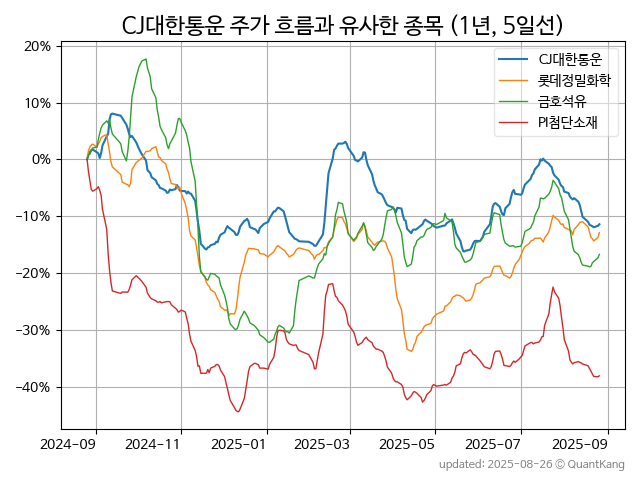 CJ대한통운 주가 흐름과 유사한 종목 (1년, 5일선)
20%
10%
0%
−10%
−20%
−30%
−40%
CJ대한통운
롯데정밀화학
금호석유
PI첨단소재
2024-09
2024-11
2025-01
2025-03
2025-05
2025-07
2025-09
updated: 2025-08-26 © QuantKang